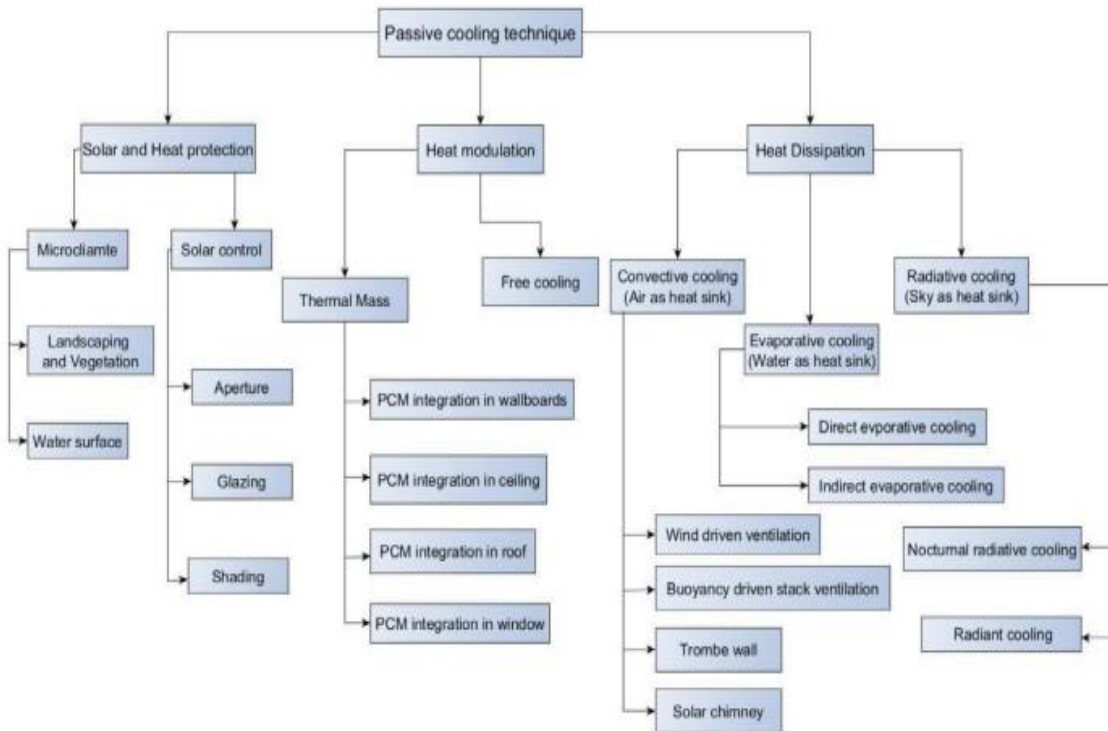 Passive cooling technique
Solar and Heat protection
Heat modulation
Heat Dissipation
Microcliamte
Solar control
Thermal Mass
Free cooling
Convective cooling
(Air as heat sink)
Radiative cooling
(Sky as heat sink)
Evaporative cooling
(Water as heat sink)
Landscaping
and Vegetation
Water surface
Aperture
Glazing
Shading
PCM integration in wallboards
PCM integration in ceiling
PCM integration in roof
PCM integration in window
Direct evporative cooling
Indirect evaporative cooling
Wind driven ventilation
Buoyancy driven stack ventilation
Trombe wall
Solar chimney
Nocturnal radiative cooling
Radiant cooling